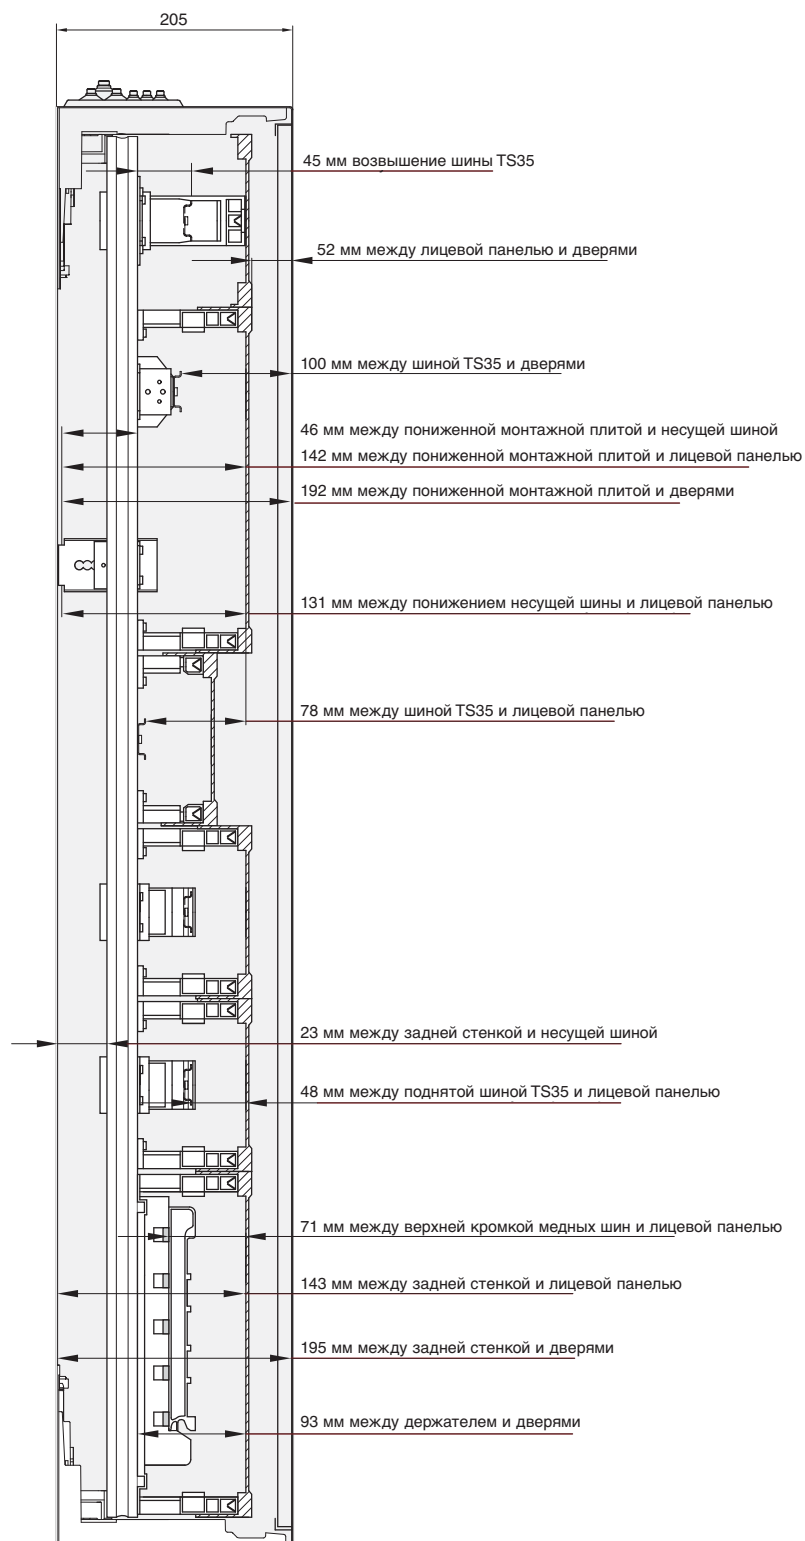 205
45 мм возвышение шины TS35
52 мм между лицевой панелью и дверями
100 мм между шиной TS35 и дверями
46 мм между пониженной монтажной плитой и несущей шиной
142 мм между пониженной монтажной плитой и лицевой панелью
192 мм между пониженной монтажной плитой и дверями
131 мм между понижением несущей шины и лицевой панелью
78 мм между шиной TS35 и лицевой панелью
23 мм между задней стенкой и несущей шиной
48 мм между поднятой шиной TS35 и лицевой панелью
71 мм между верхней кромкой медных шин и лицевой панелью
143 мм между задней стенкой и лицевой панелью
195 мм между задней стенкой и дверями
93 мм между держателем и дверями